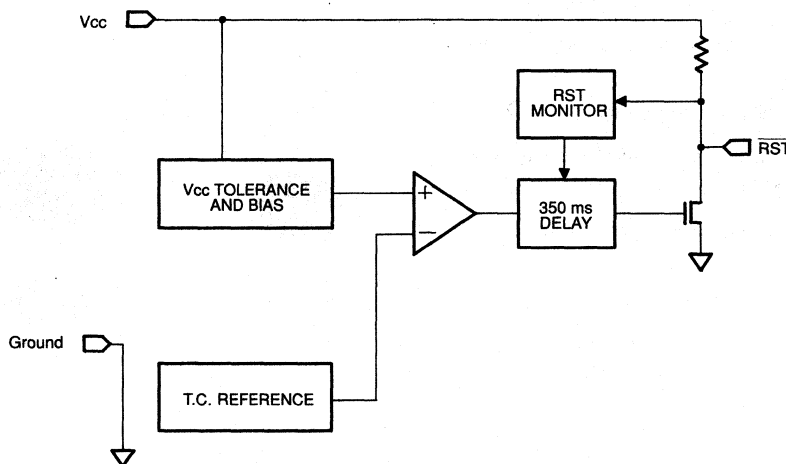 Vcc
RST
MONITOR
RST
Vcc TOLERANCE
AND BIAS
+
−
350 ms
DELAY
Ground
T.C. REFERENCE